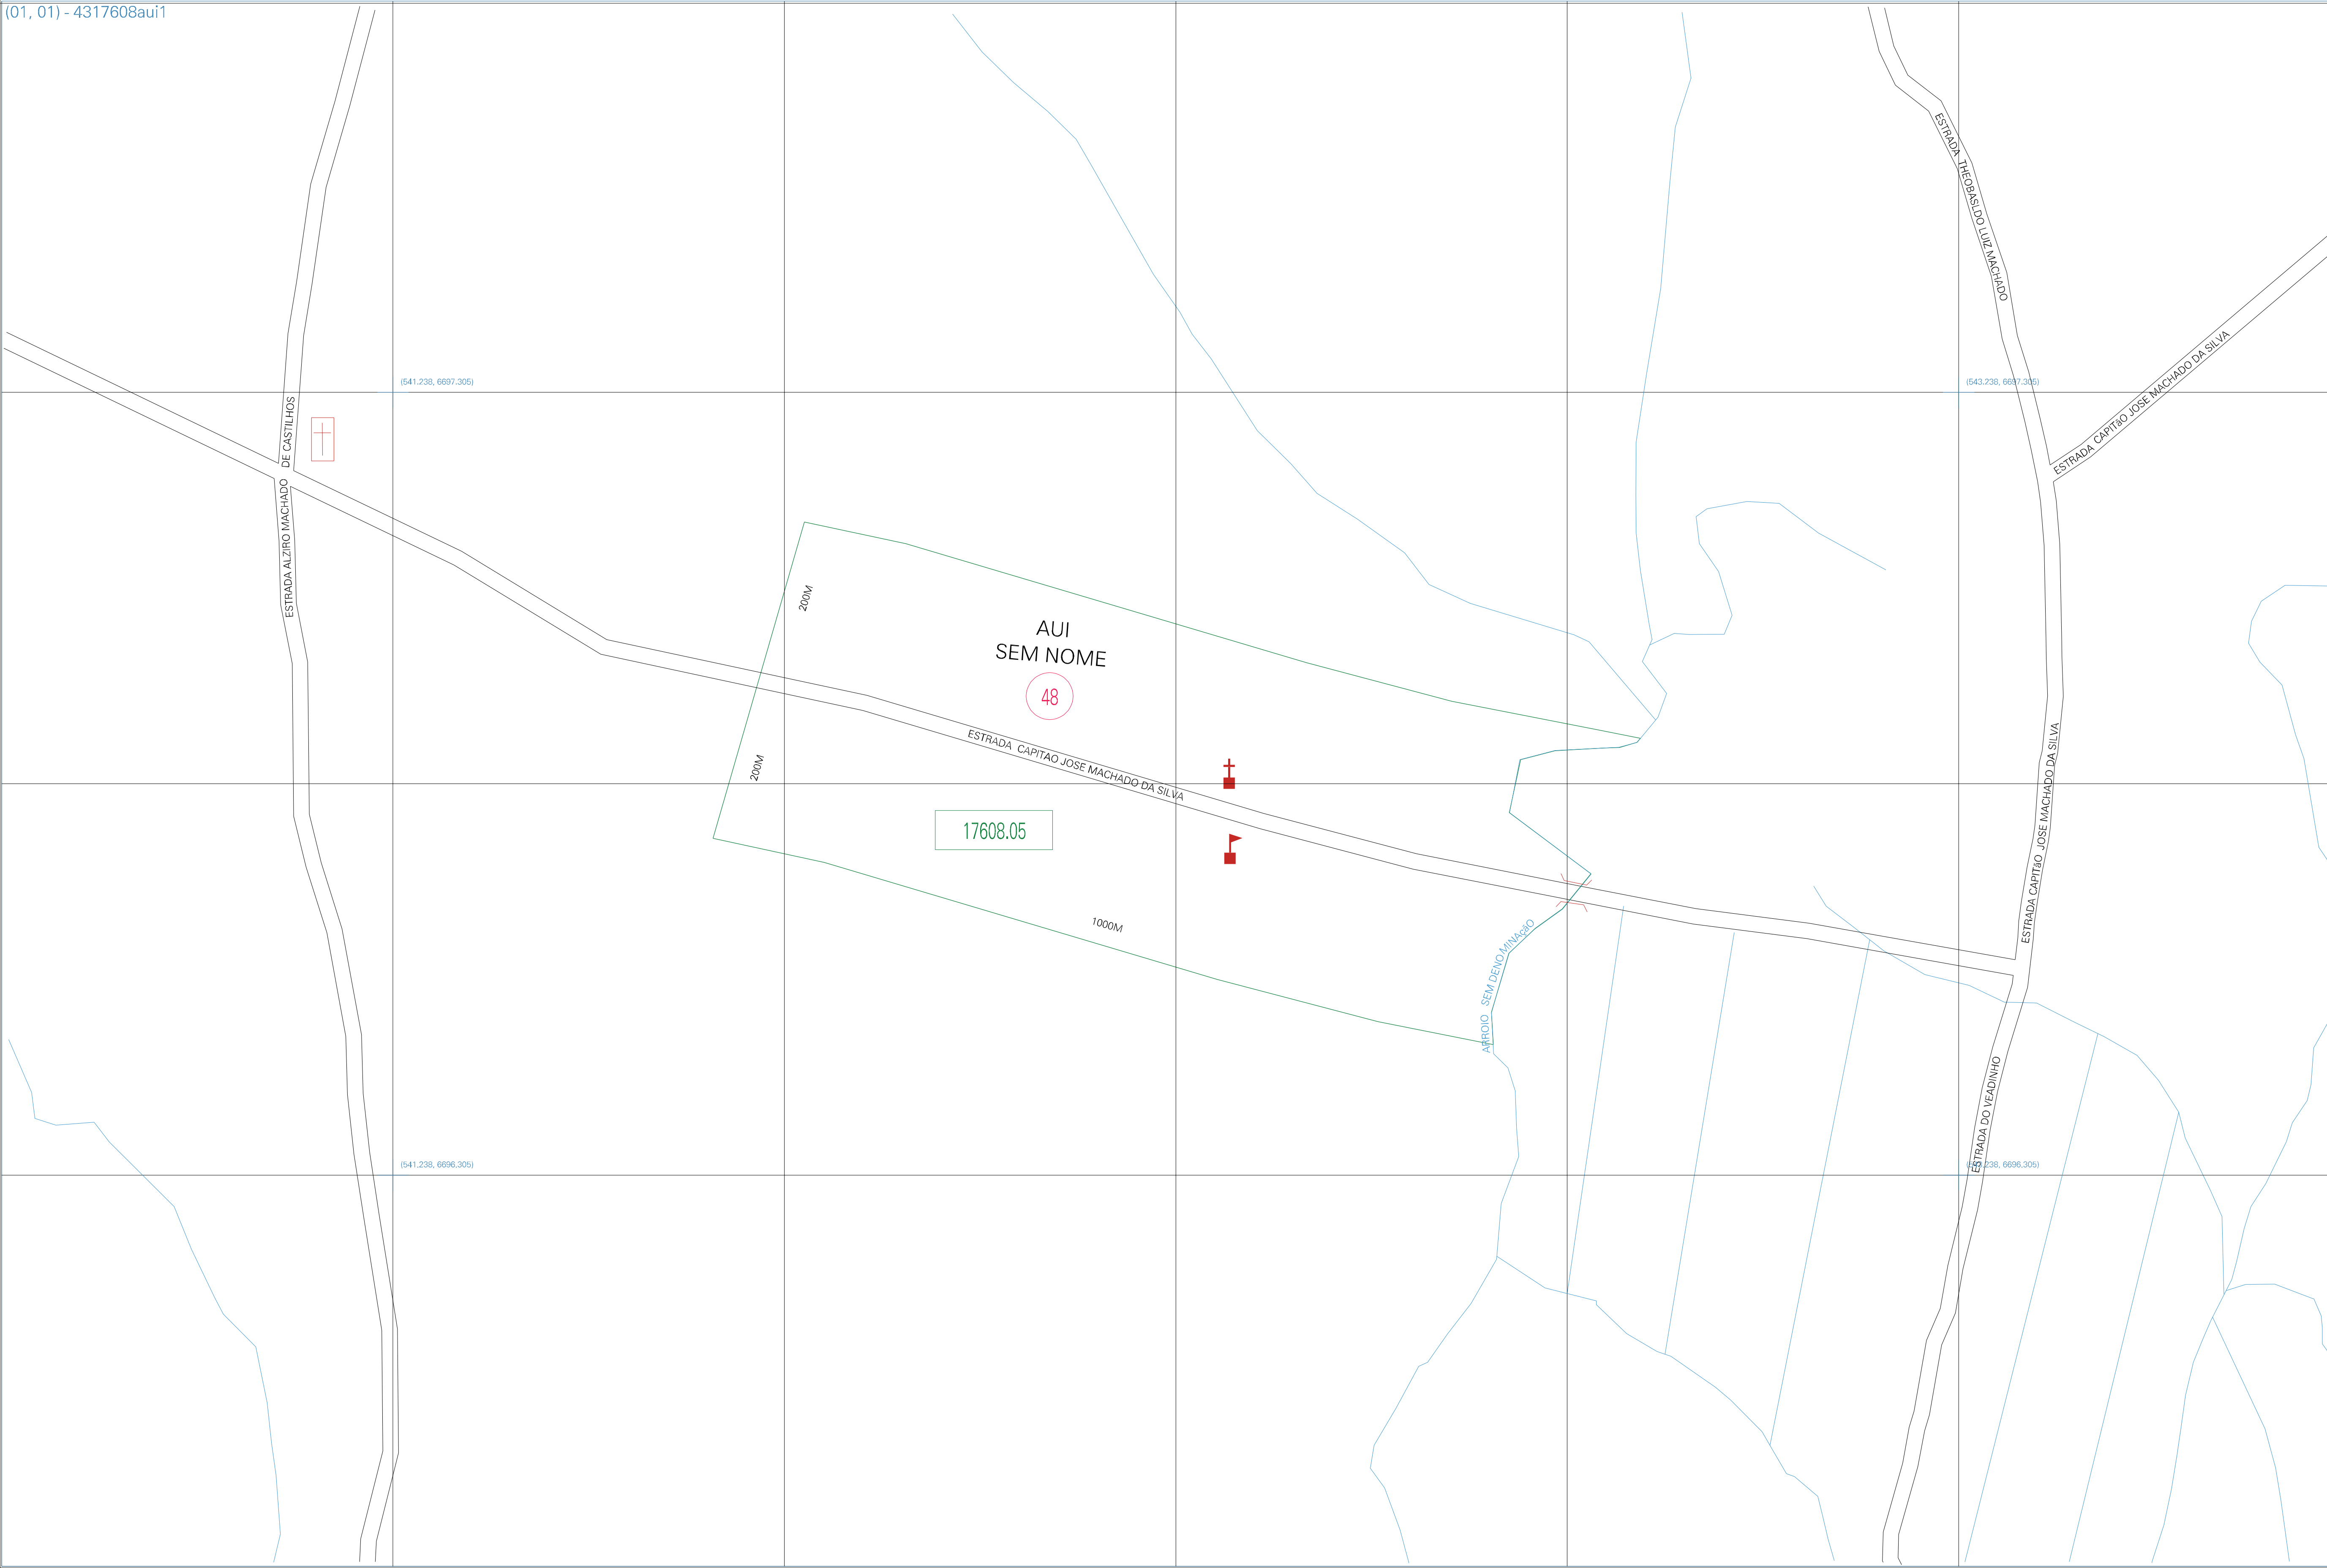 (01, 01) - 4317608aui1
ESTRADA THEOBASLDO LUIZ MACHADO
ESTRADA CAPITãO JOSE MACHADO DA SILVA
(541.238, 6697.305)
(543.238, 6697.305)
ESTRADA ALZIRO MACHADO DE CASTILHOS
200M
AUI
SEM NOME
48
200M
ESTRADA CAPITAO JOSE MACHADO DA SILVA
17608.05
1000M
ESTRADA CAPITãO JOSE MACHADO DA SILVA
ARROIO SEM DENOMINAçãO
ESTRADA DO VEADINHO
(541.238, 6696.305)
(543.238, 6696.305)